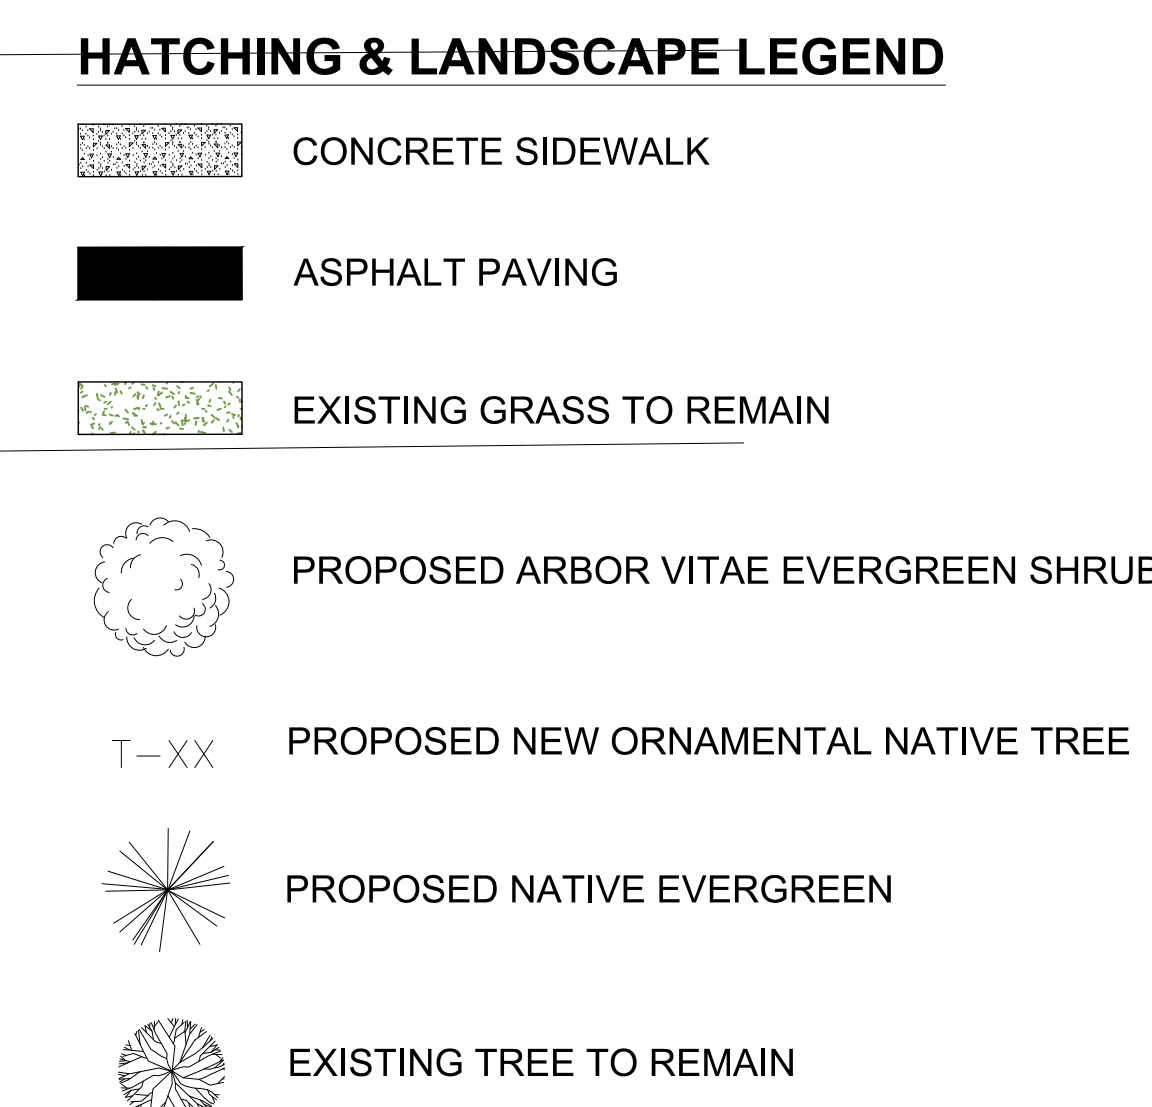 HATCHING & LANDSCAPE LEGEND
CONCRETE SIDEWALK
ASPHALT PAVING
EXISTING GRASS TO REMAIN
PROPOSED ARBOR VITAE EVERGREEN SHRUB
T-XX PROPOSED NEW ORNAMENTAL NATIVE TREE
PROPOSED NATIVE EVERGREEN
EXISTING TREE TO REMAIN